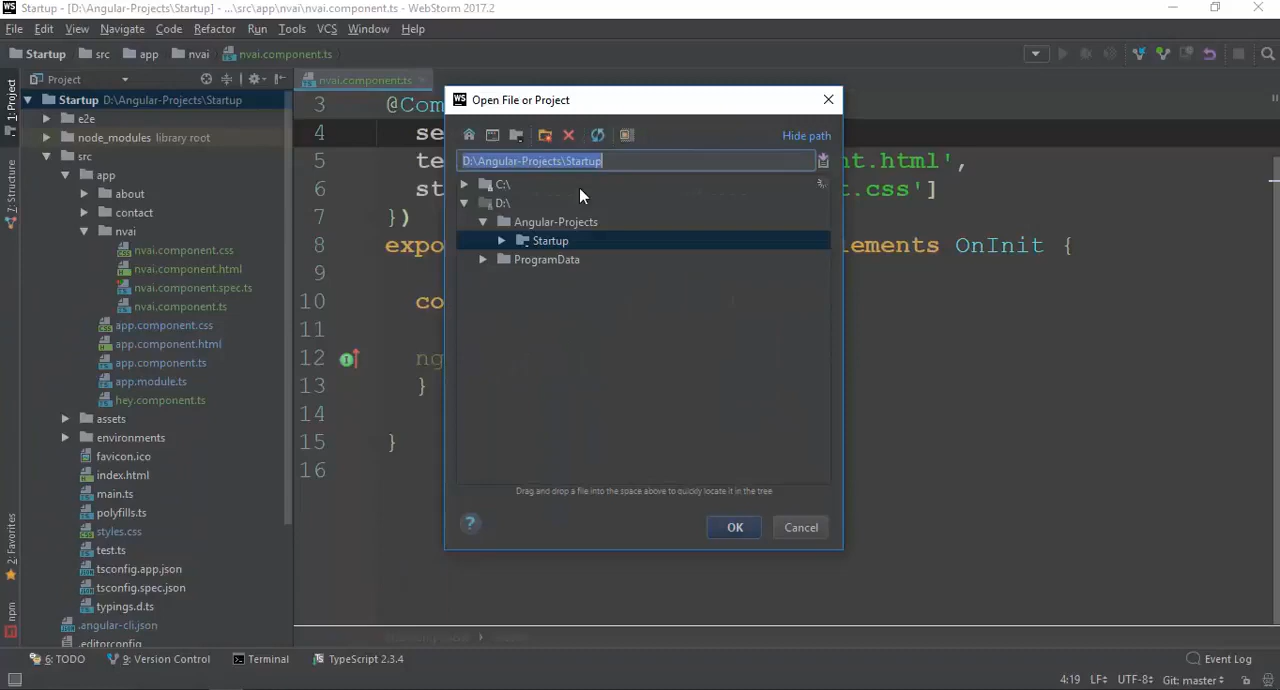 WS Startup - [D:\Angular-Projects\Startup] - ...\src\app\nvai\nvai.component.ts - WebStorm 2017.2
File Edit View Navigate Code Refactor Run Tools VCS Window Help
Startup src app nvai nvai.component.ts
Project
nvai.component.ts
1: Project
7: Structure
2: Favorites
npm
Startup D:\Angular-Projects\Startup
e2e
node_modules library root
src
app
about
contact
nvai
nvai.component.css
nvai.component.html
nvai.component.spec.ts
nvai.component.ts
app.component.css
app.component.html
app.component.ts
app.module.ts
hey.component.ts
assets
environments
favicon.ico
index.html
main.ts
polyfills.ts
styles.css
test.ts
tsconfig.app.json
tsconfig.spec.json
typings.d.ts
.angular-cli.json
.editorconfig
3 @Com
4 se
5 te nt.html',
6 st t.css']
7 })
8 expo lements OnInit {
9
10 co
11
12 ng
13 }
14
15 }
16
WS Open File or Project
Hide path
D:\Angular-Projects\Startup
C:\
D:\
Angular-Projects
Startup
ProgramData
Drag and drop a file into the space above to quickly locate it in the tree
? OK Cancel
6: TODO 9: Version Control Terminal TypeScript 2.3.4 Event Log
4:19 LF UTF-8 Git: master